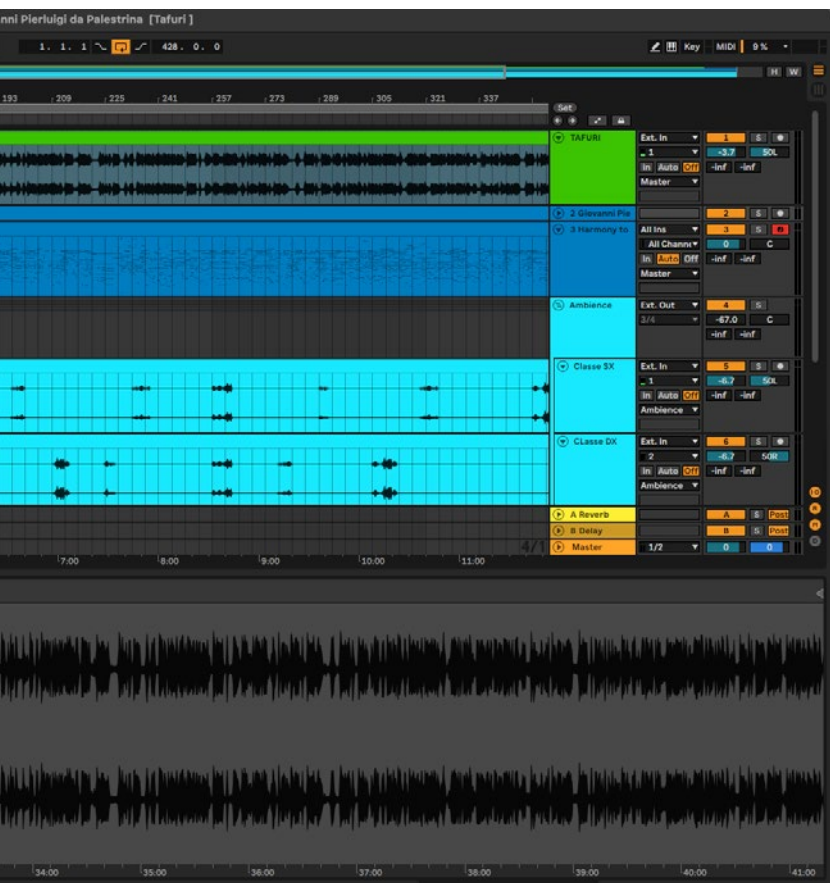 nni Pierluigi da Palestrina [Tafuri]
1. 1. 1 428. 0. 0 Key MIDI 9 %
H W
193 209 225 241 257 273 289 305 321 337
Set
TAFURI Ext. In 1 S
1 -3.7 50L
In Auto Off -inf -inf
Master
2 Giovanni Pie 2 S
3 Harmony to All Ins 3 S
All Channe 0 C
In Auto Off -inf -inf
Master
Ambience Ext. Out 4 S
3/4 -67.0 C
-inf -inf
Classe SX Ext. In 5 S
1 -6.7 50L
In Auto Off -inf -inf
Ambience
CLasse DX Ext. In 6 S
2 -6.7 50R
In Auto Off -inf -inf
Ambience
A Reverb A S Post
B Delay B S Post
4/1 Master 1/2 0 0
7:00 8:00 9:00 10:00 11:00
34:00 35:00 36:00 37:00 38:00 39:00 40:00 41:00